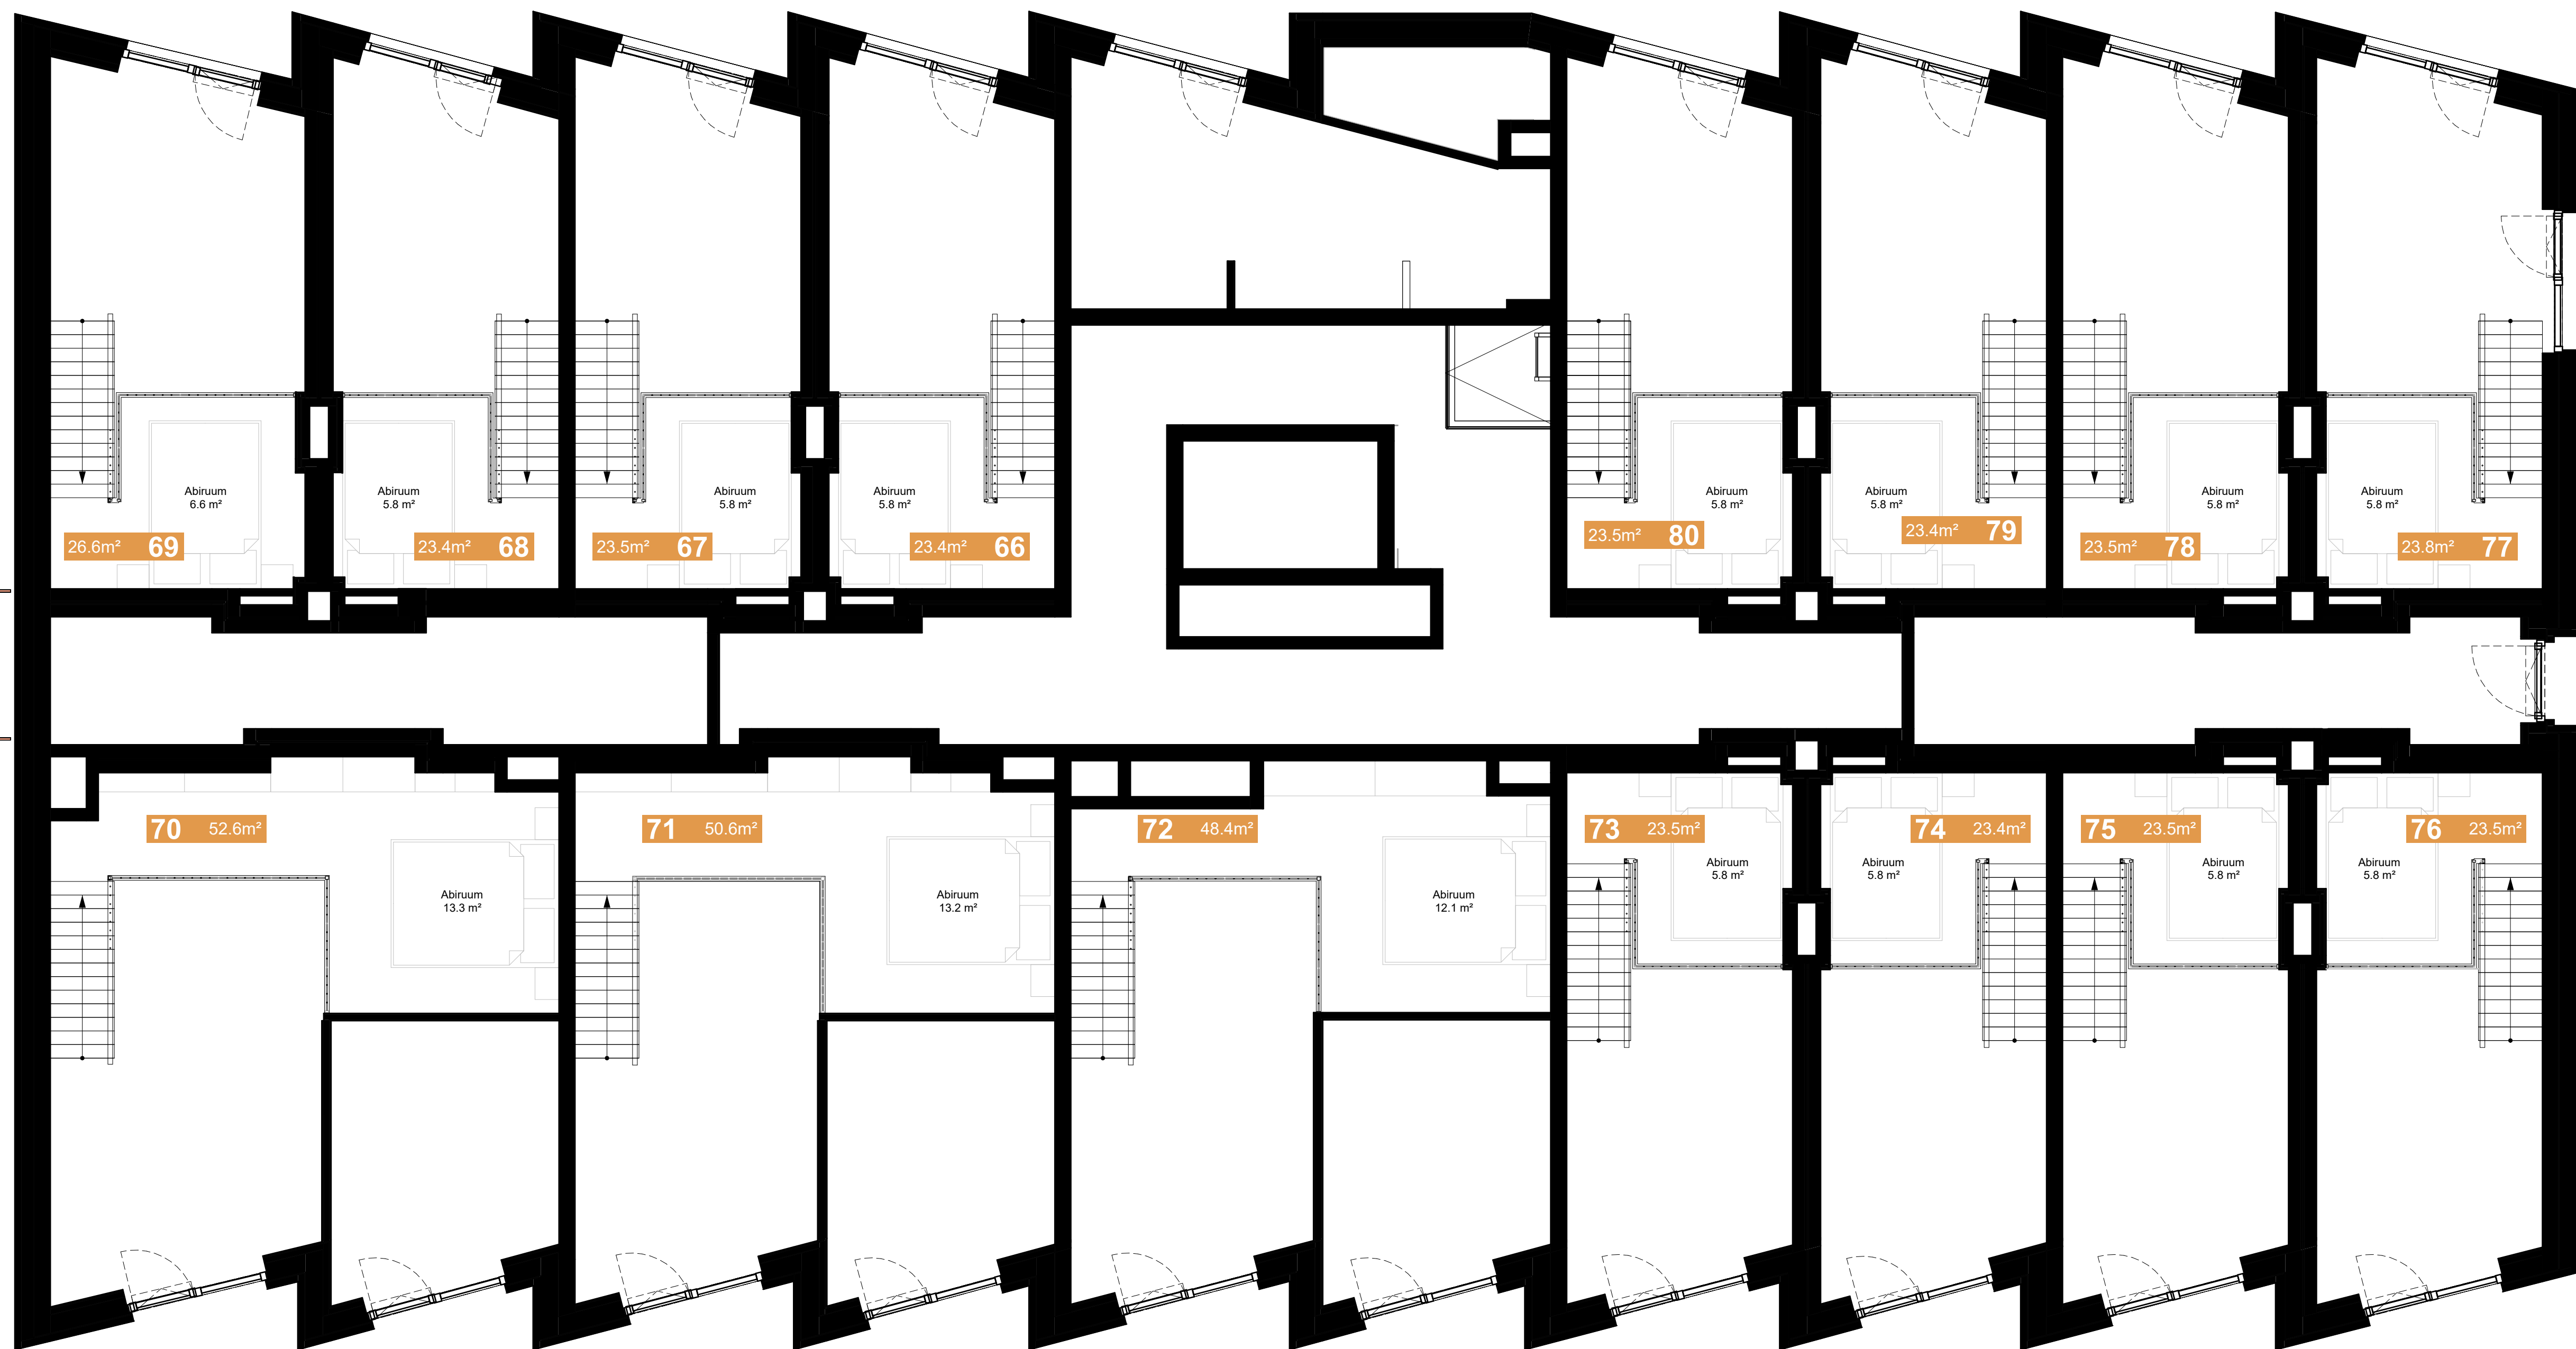 Abiruum
6.6 m²
26.6m² 69
Abiruum
5.8 m²
23.4m² 68
Abiruum
5.8 m²
23.5m² 67
Abiruum
5.8 m²
23.4m² 66
Abiruum
5.8 m²
23.5m² 80
Abiruum
5.8 m²
23.4m² 79
Abiruum
5.8 m²
23.5m² 78
Abiruum
5.8 m²
23.8m² 77
70 52.6m²
Abiruum
13.3 m²
71 50.6m²
Abiruum
13.2 m²
72 48.4m²
Abiruum
12.1 m²
73 23.5m²
Abiruum
5.8 m²
74 23.4m²
Abiruum
5.8 m²
75 23.5m²
Abiruum
5.8 m²
76 23.5m²
Abiruum
5.8 m²